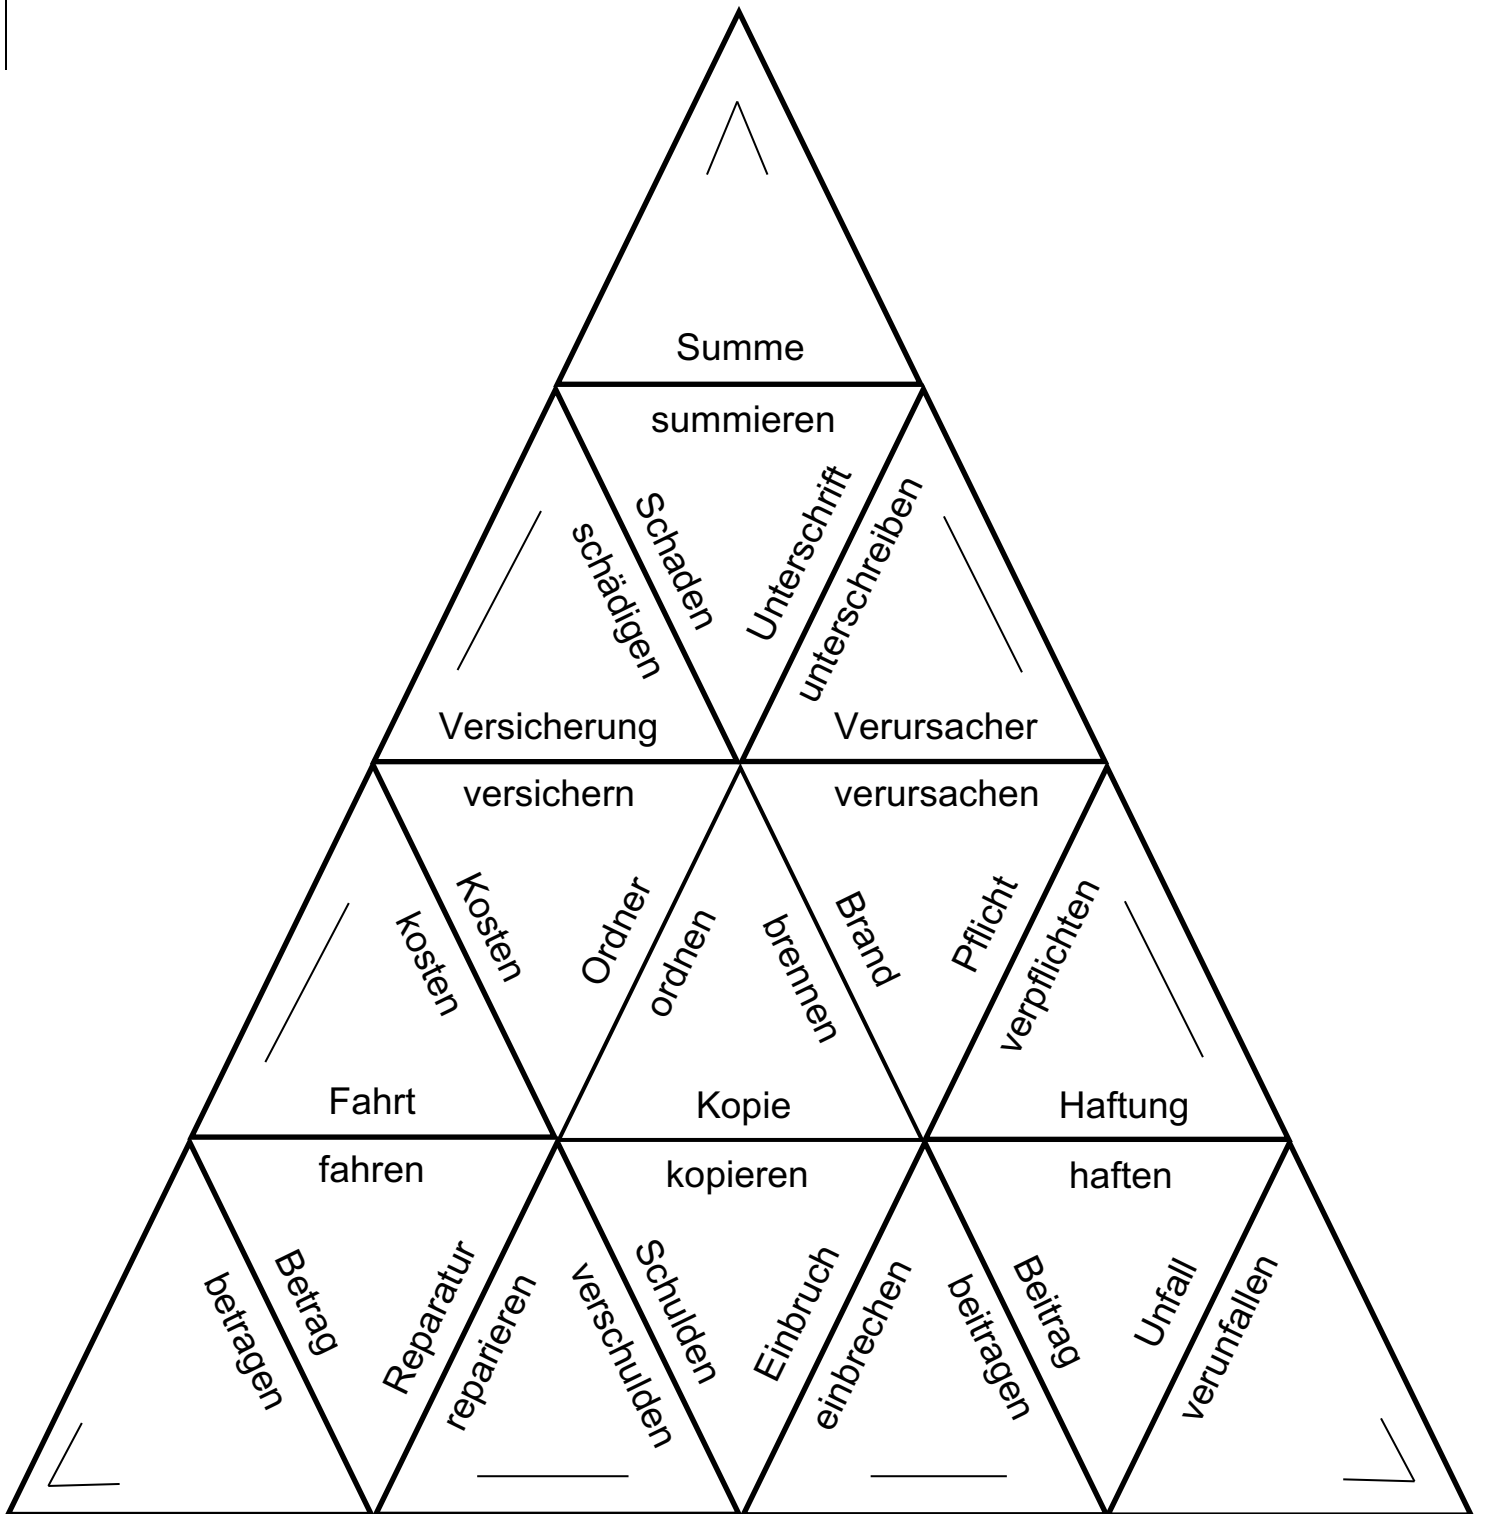 Summe
summieren
Schaden
schädigen
Unterschrift
unterschreiben
Versicherung
Verursacher
versichern
verursachen
Kosten
kosten
Ordner
ordnen
Brand
brennen
Pflicht
verpflichten
Fahrt
Kopie
Haftung
fahren
kopieren
haften
Betrag
betragen
Reparatur
reparieren
Schulden
verschulden
Einbruch
einbrechen
Beitrag
beitragen
Unfall
verunfallen